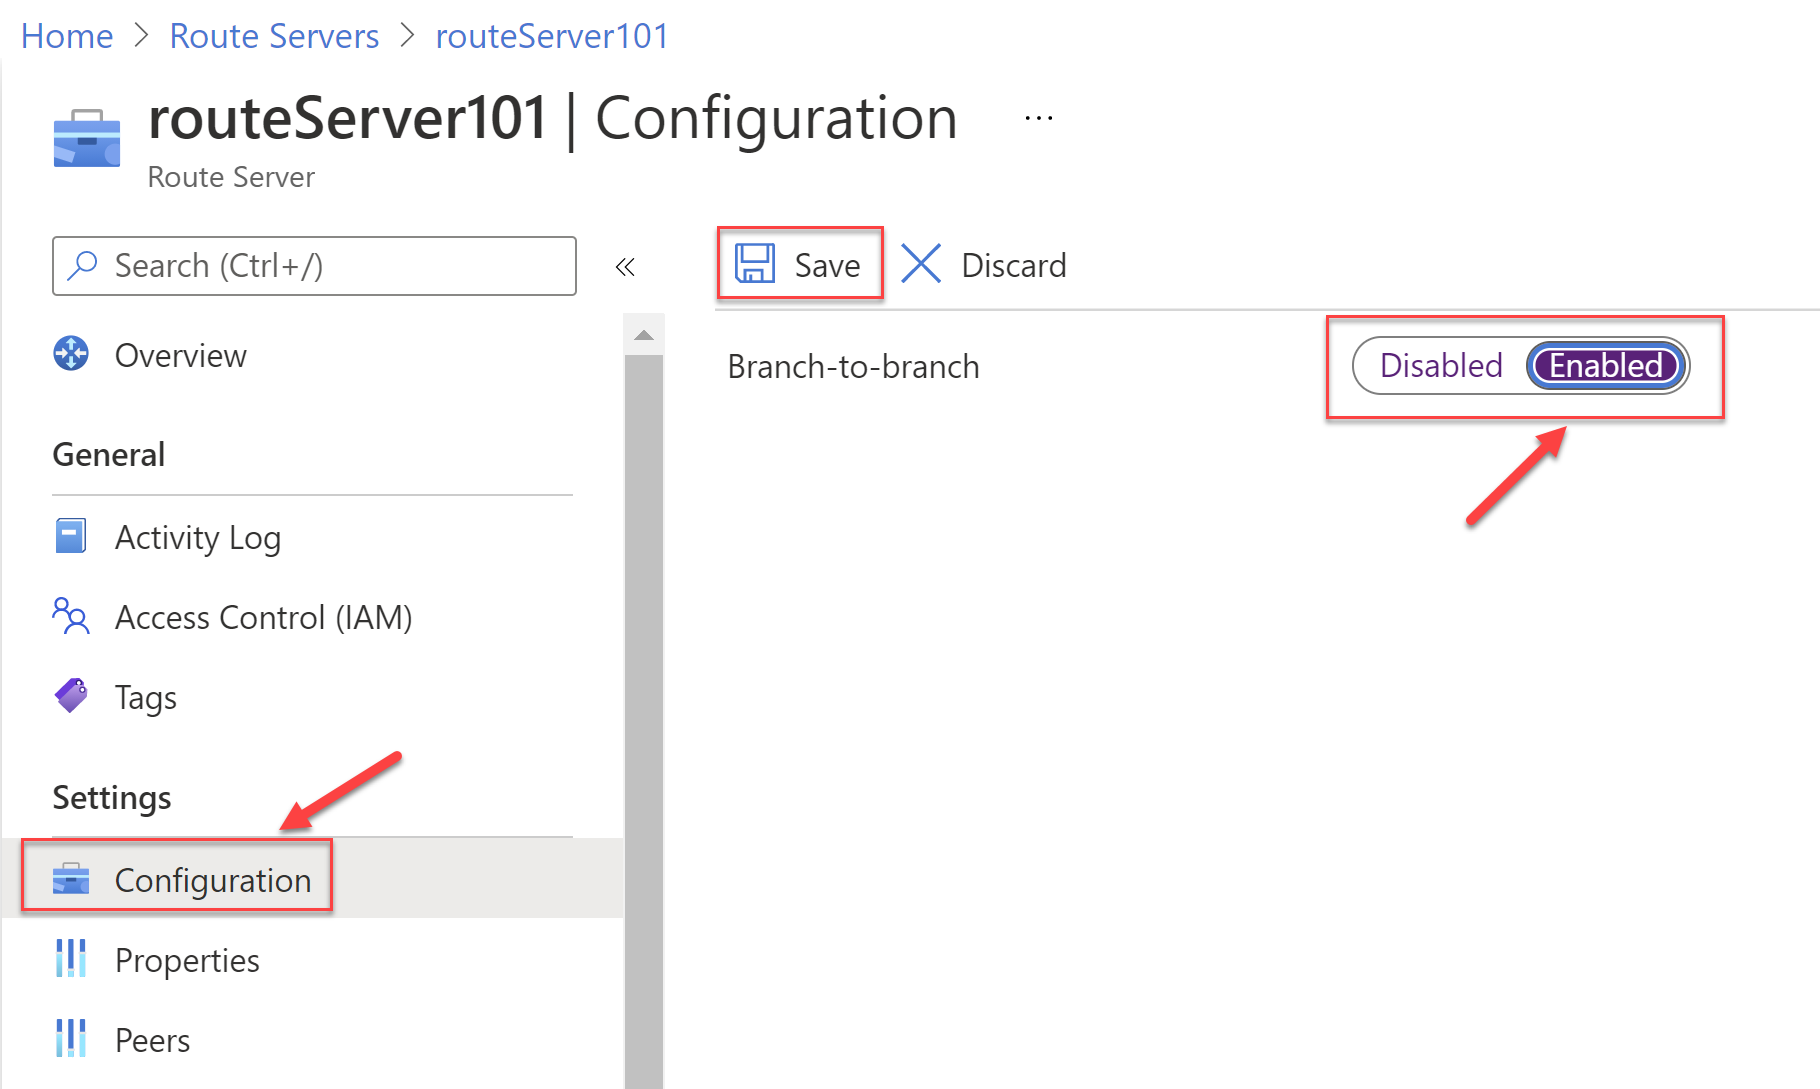 Home > Route Servers > routeServer101
routeServer101 | Configuration ...
Route Server
Search (Ctrl+/)
«
Save
Discard
Overview
Branch-to-branch
Disabled
Enabled
General
Activity Log
Access Control (IAM)
Tags
Settings
Configuration
Properties
Peers